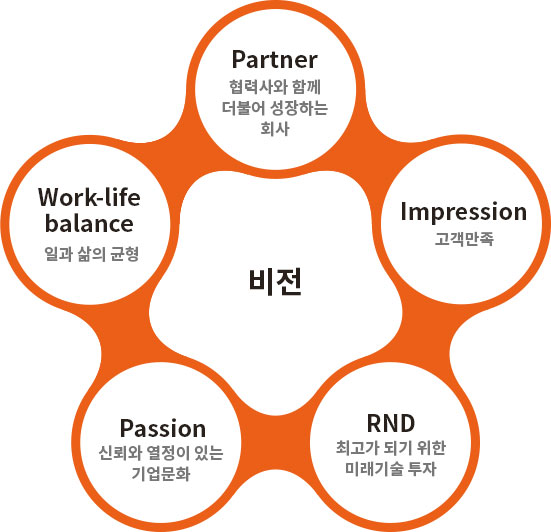 Partner
협력사와 함께
더불어 성장하는
회사
Work-life
balance
일과 삶의 균형
Impression
고객만족
비전
Passion
신뢰와 열정이 있는
기업문화
RND
최고가 되기 위한
미래기술 투자